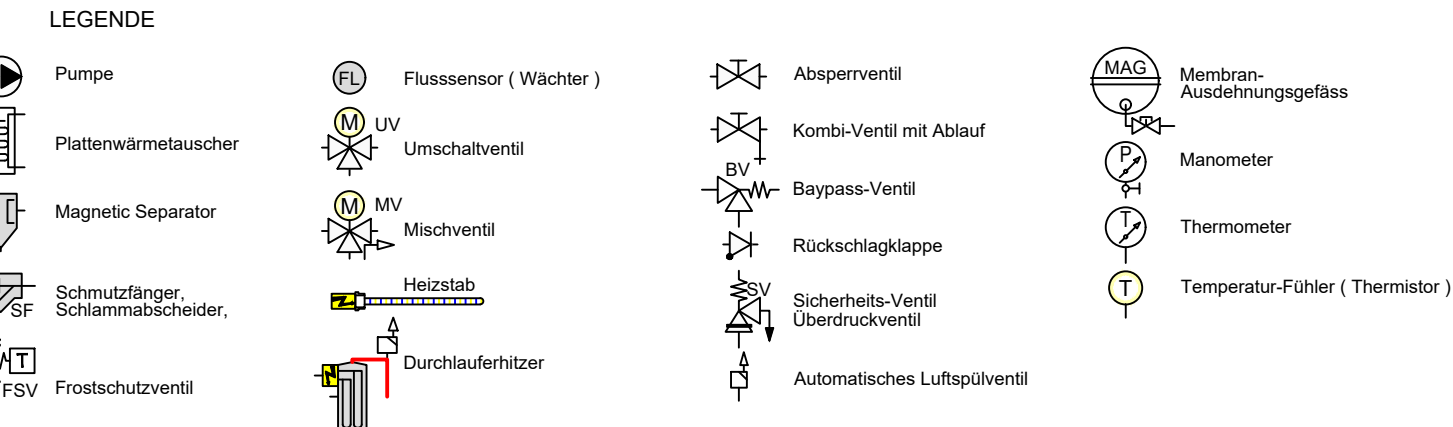 LEGENDE
Pumpe
Plattenwärmetauscher
Magnetic Separator
SF
Schmutzfänger,
Schlammabscheider,
T
FSV
Frostschutzventil
FL
Flusssensor ( Wächter )
M
UV
Umschaltventil
M
MV
Mischventil
Heizstab
Durchlauferhitzer
Absperrventil
Kombi-Ventil mit Ablauf
BV
Baypass-Ventil
Rückschlagklappe
SV
Sicherheits-Ventil
Überdruckventil
Automatisches Luftspülventil
MAG
Membran-
Ausdehnungsgefäss
P
Manometer
T
Thermometer
T
Temperatur-Fühler ( Thermistor )